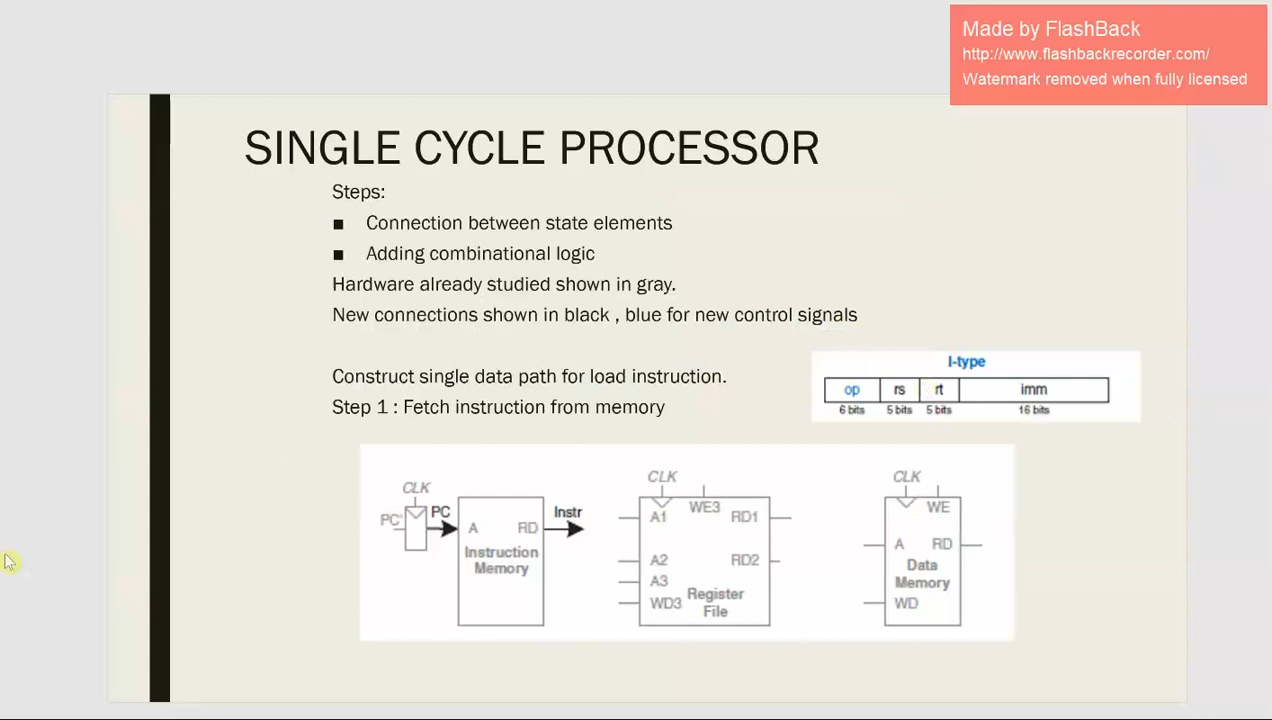 Made by FlashBack
http://www.flashbackrecorder.com/
Watermark removed when fully licensed
SINGLE CYCLE PROCESSOR
Steps:
■ Connection between state elements
■ Adding combinational logic
Hardware already studied shown in gray.
New connections shown in black , blue for new control signals
Construct single data path for load instruction.
Step 1 : Fetch instruction from memory
I-type
op rs rt imm
6 bits 5 bits 5 bits 16 bits
CLK
PC'
PC
A RD
Instruction
Memory
Instr
CLK
WE3
A1 RD1
A2 RD2
A3
WD3
Register
File
CLK
WE
A RD
Data
Memory
WD